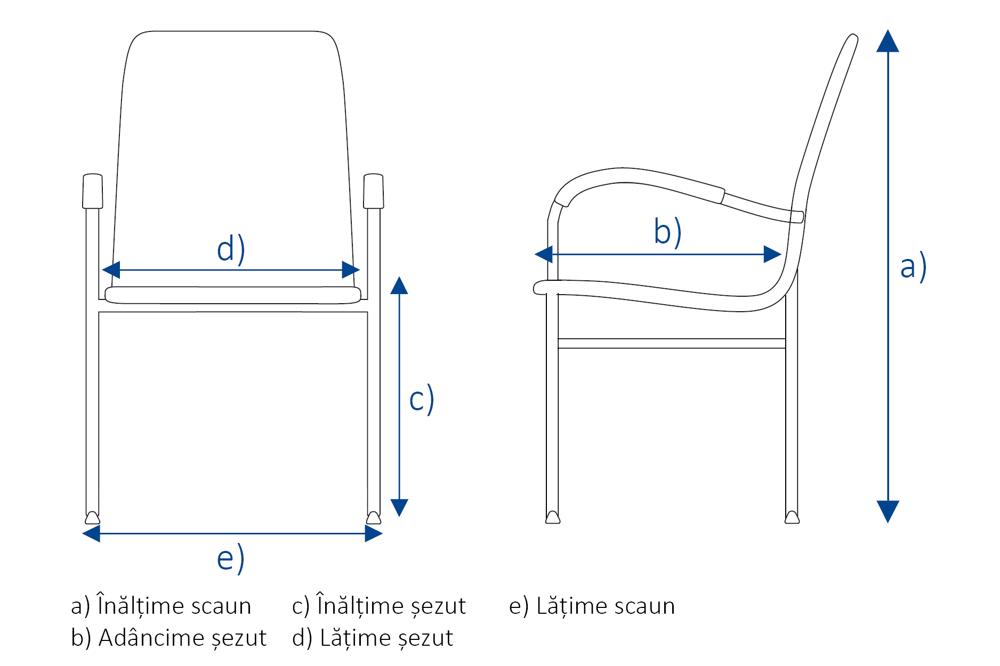 d)
b)
a)
c)
e)
a) Înălțime scaun c) Înălțime șezut e) Lățime scaun
b) Adâncime șezut d) Lățime șezut